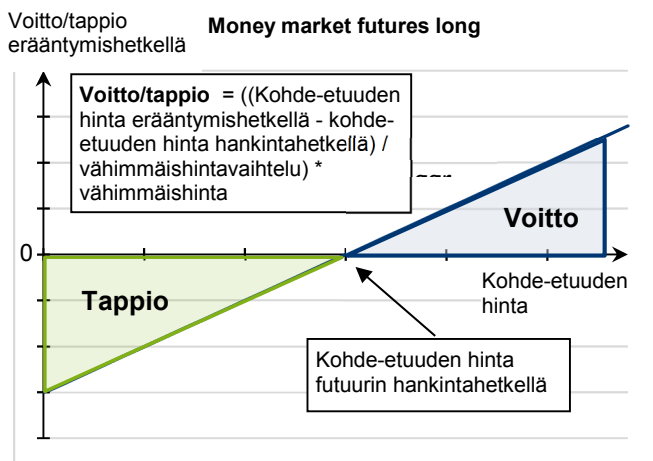 Voitto/tappio
erääntymishetkellä
Money market futures long
Voitto/tappio = ((Kohde-etuuden
hinta erääntymishetkellä - kohde-
etuuden hinta hankintahetkellä) /
vähimmäishintavaihtelu) *
vähimmäishinta
Voitto
0
Kohde-etuuden
hinta
Tappio
Kohde-etuuden hinta
futuurin hankintahetkellä